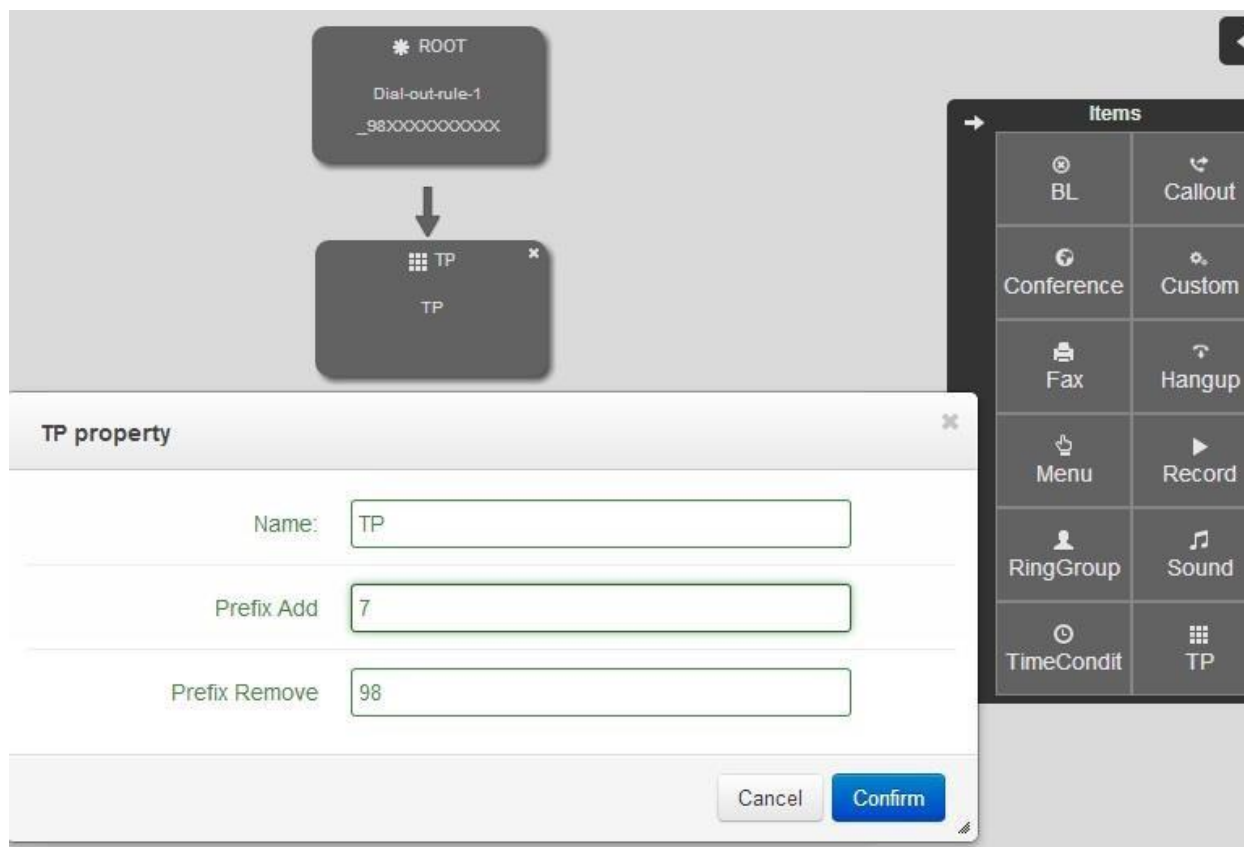 ROOT
Dial-out-rule-1
_98XXXXXXXXXX
TP
TP
Items
BL
Callout
Conference
Custom
Fax
Hangup
Menu
Record
RingGroup
Sound
TimeCondit
TP
TP property
Name:
TP
Prefix Add
7
Prefix Remove
98
Cancel
Confirm